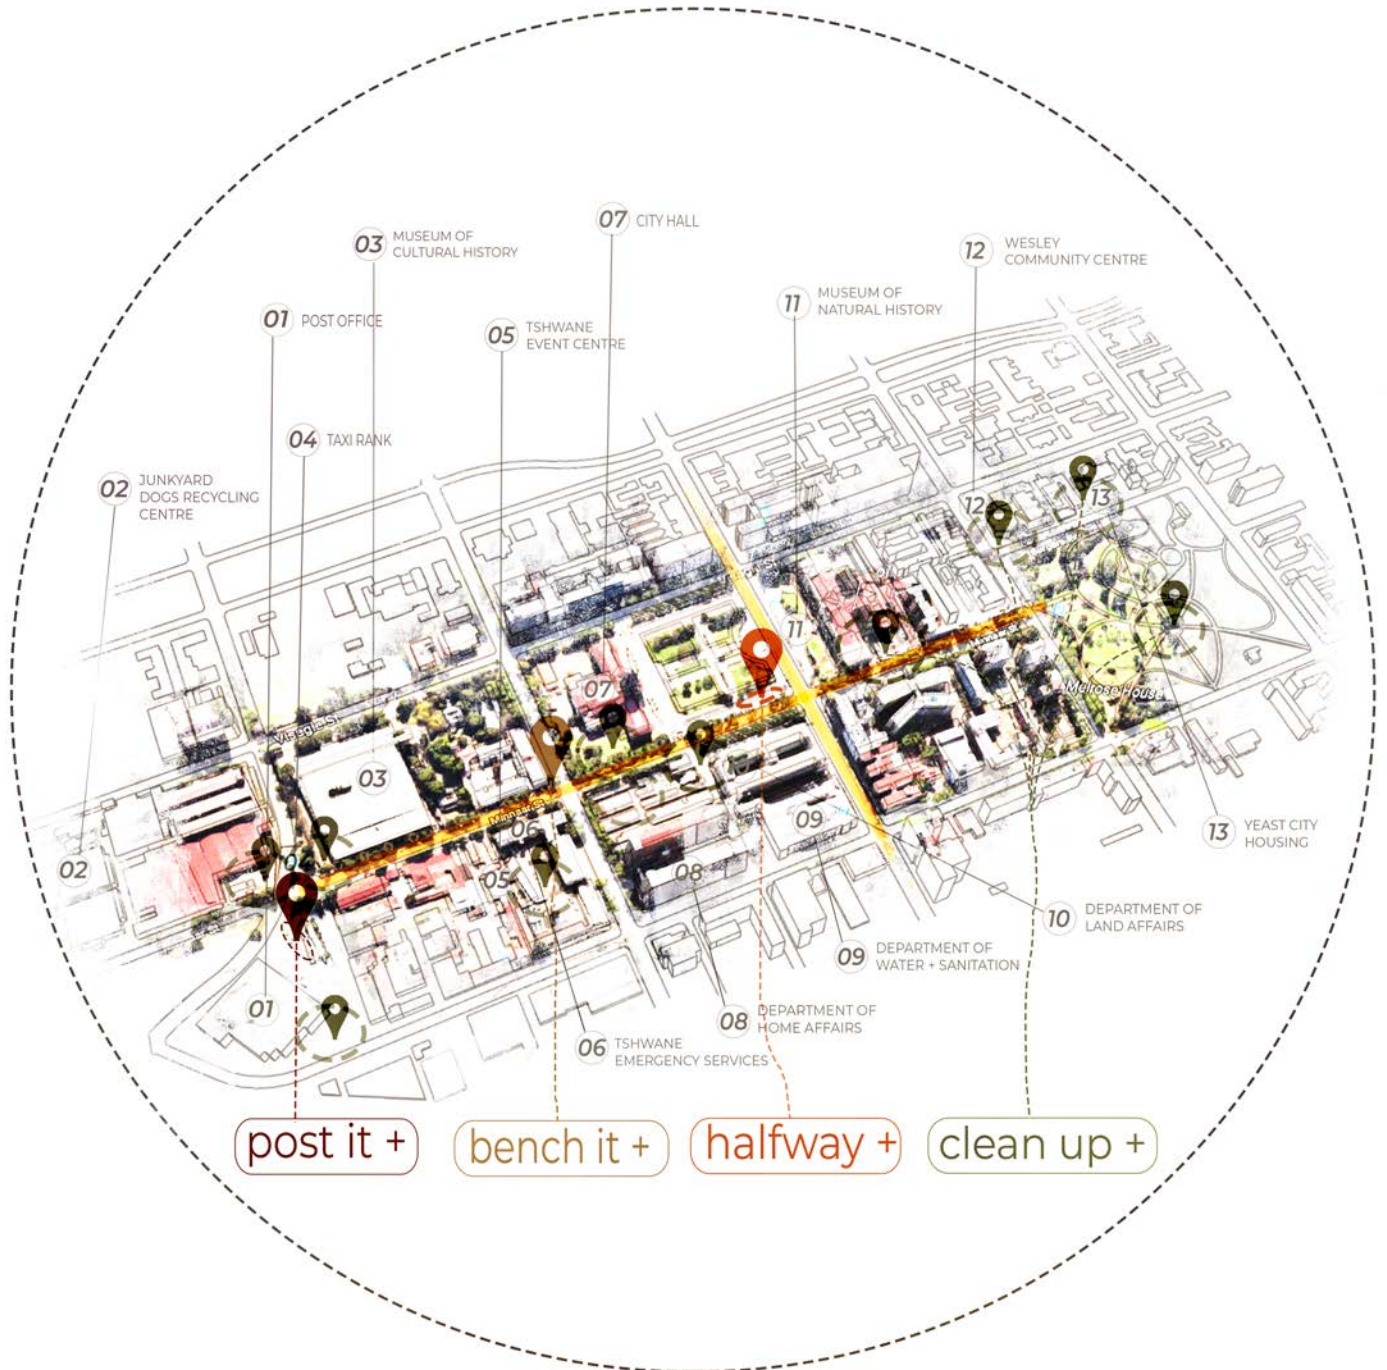 07 CITY HALL
03 MUSEUM OF
CULTURAL HISTORY
12 WESLEY
COMMUNITY CENTRE
11 MUSEUM OF
NATURAL HISTORY
01 POST OFFICE
05 TSHWANE
EVENT CENTRE
04 TAXI RANK
02 JUNKYARD
DOGS RECYCLING
CENTRE
13
12
11
07
Melrose House
Visagie St
03
Minnaar St
06
09
02
05
08
13 YEAST CITY
HOUSING
10 DEPARTMENT OF
LAND AFFAIRS
09 DEPARTMENT OF
WATER + SANITATION
01
08 DEPARTMENT OF
HOME AFFAIRS
06 TSHWANE
EMERGENCY SERVICES
post it +
bench it +
halfway +
clean up +